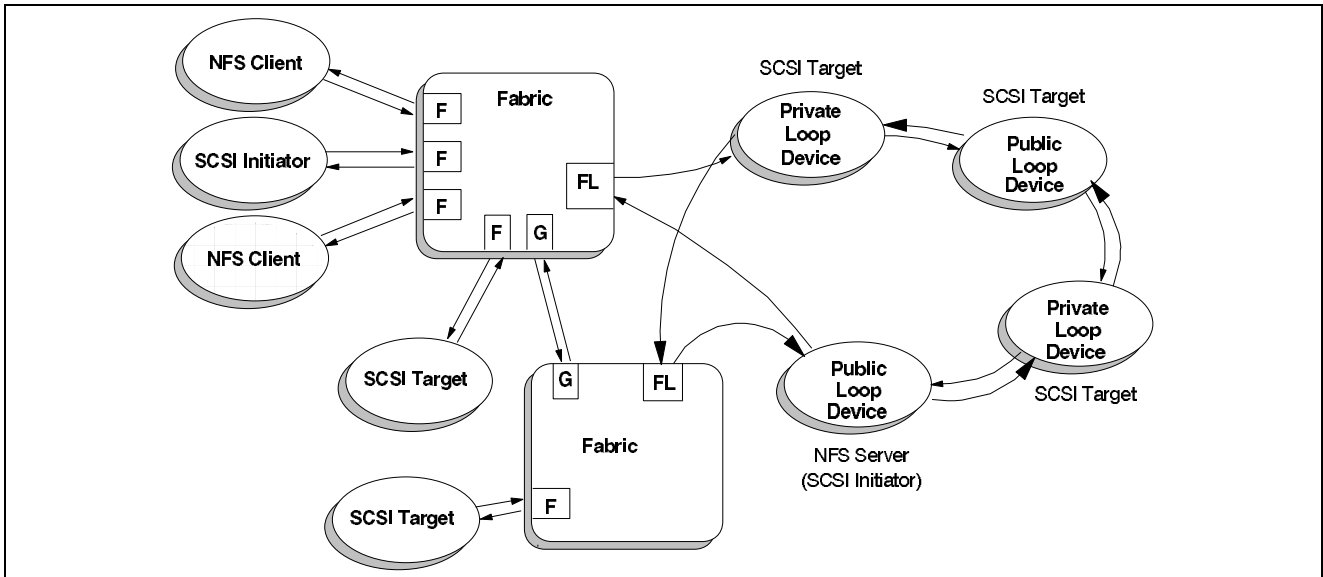 NFS Client
SCSI Initiator
NFS Client
F
F
F
Fabric
FL
F
G
SCSI Target
G
FL
Fabric
F
SCSI Target
SCSI Target
Private
Loop
Device
SCSI Target
Public
Loop
Device
Private
Loop
Device
SCSI Target
Public
Loop
Device
NFS Server
(SCSI Initiator)